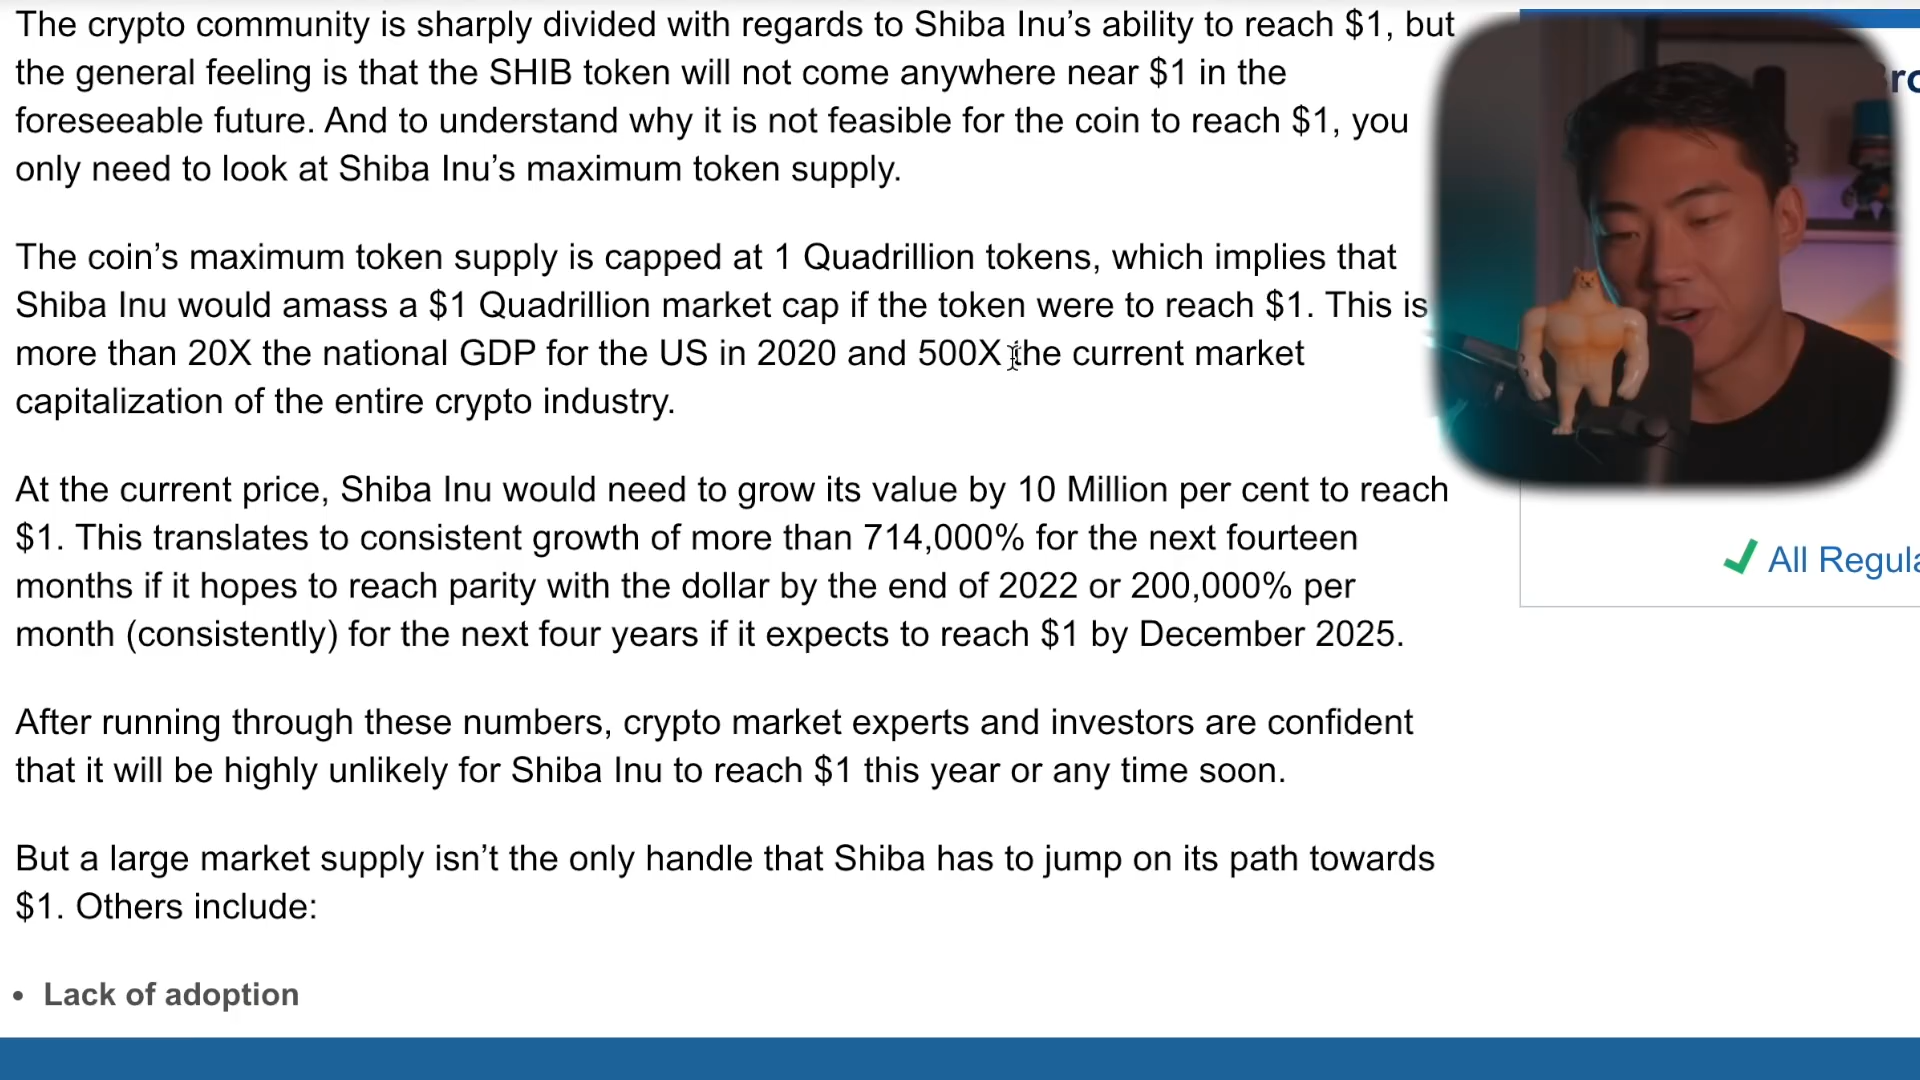 The crypto community is sharply divided with regards to Shiba Inu’s ability to reach $1, but
the general feeling is that the SHIB token will not come anywhere near $1 in the
foreseeable future. And to understand why it is not feasible for the coin to reach $1, you
only need to look at Shiba Inu’s maximum token supply.
The coin’s maximum token supply is capped at 1 Quadrillion tokens, which implies that
Shiba Inu would amass a $1 Quadrillion market cap if the token were to reach $1. This is
more than 20X the national GDP for the US in 2020 and 500X the current market
capitalization of the entire crypto industry.
At the current price, Shiba Inu would need to grow its value by 10 Million per cent to reach
$1. This translates to consistent growth of more than 714,000% for the next fourteen
months if it hopes to reach parity with the dollar by the end of 2022 or 200,000% per
month (consistently) for the next four years if it expects to reach $1 by December 2025.
After running through these numbers, crypto market experts and investors are confident
that it will be highly unlikely for Shiba Inu to reach $1 this year or any time soon.
But a large market supply isn’t the only handle that Shiba has to jump on its path towards
$1. Others include:
• Lack of adoption
All